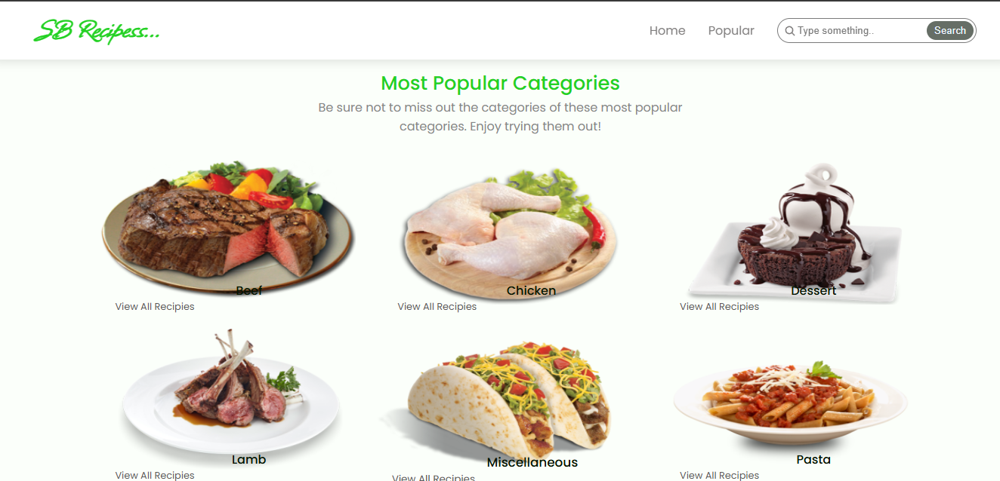 SB Recipess...
Home
Popular
Type something..
Search
Most Popular Categories
Be sure not to miss out the categories of these most popular
categories. Enjoy trying them out!
Beef
View All Recipies
Chicken
View All Recipies
Dessert
View All Recipies
Lamb
View All Recipies
Miscellaneous
View All Recipies
Pasta
View All Recipies